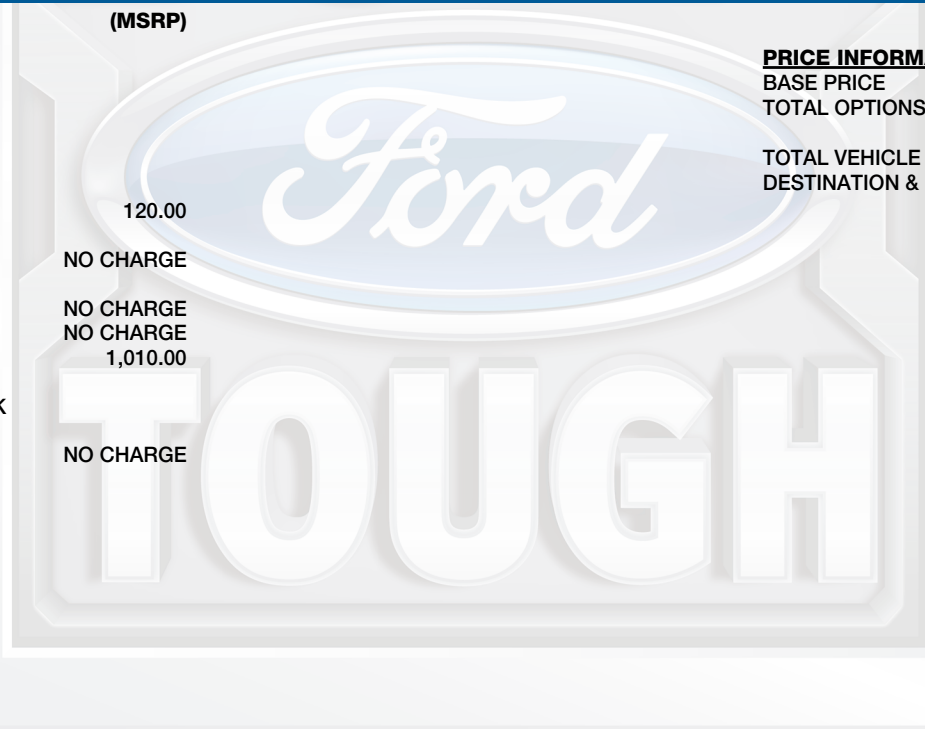 (MSRP)
120.00
NO CHARGE
NO CHARGE
NO CHARGE
1,010.00
NO CHARGE
PRICE INFORM
BASE PRICE
TOTAL OPTIONS
TOTAL VEHICLE
DESTINATION &
Ford
TOUGH